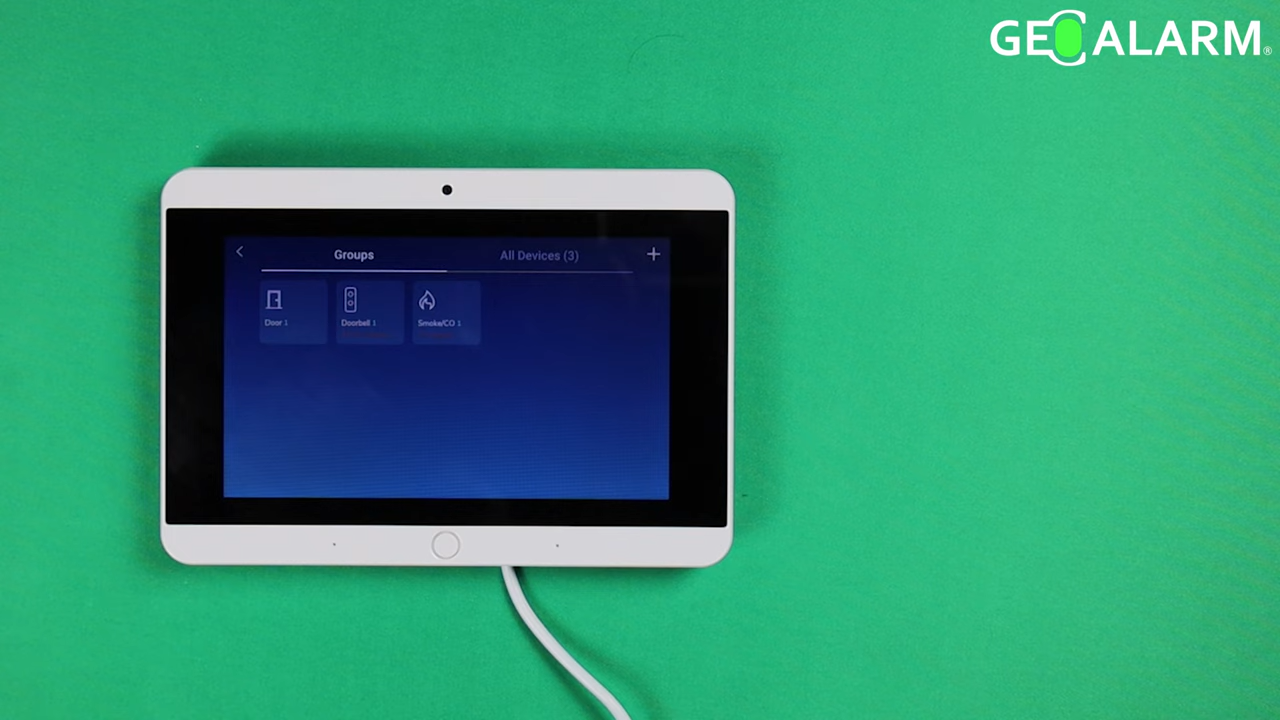 GEOALARM®
Groups
All Devices (3)
Door 1
Doorbell 1
Smoke/CO 1